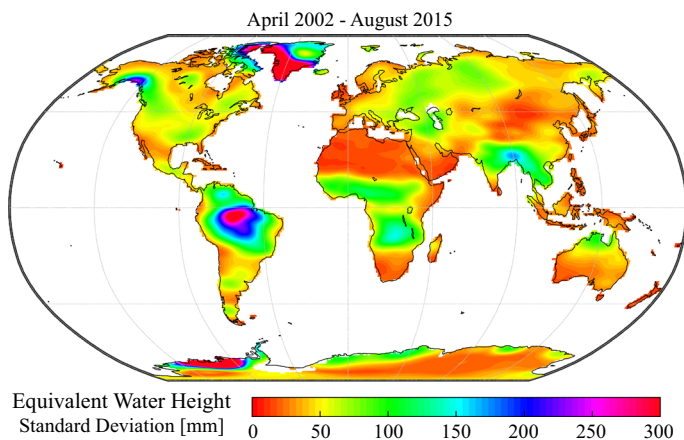 April 2002 - August 2015
Equivalent Water Height
Standard Deviation [mm]
0 50 100 150 200 250 300